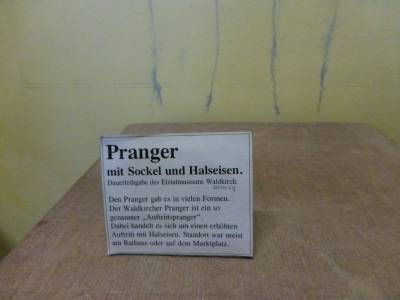 Pranger
mit Sockel und Halseisen.
Dauerleihgabe des Elztalmuseums Waldkirch.
Den Pranger gab es in vielen Formen.
Der Waldkircher Pranger ist ein so
genannter „Auftrittspranger“.
Dabei handelt es sich um einen erhöhten
Auftritt mit Halseisen. Standort war meist
am Rathaus oder auf dem Marktplatz.